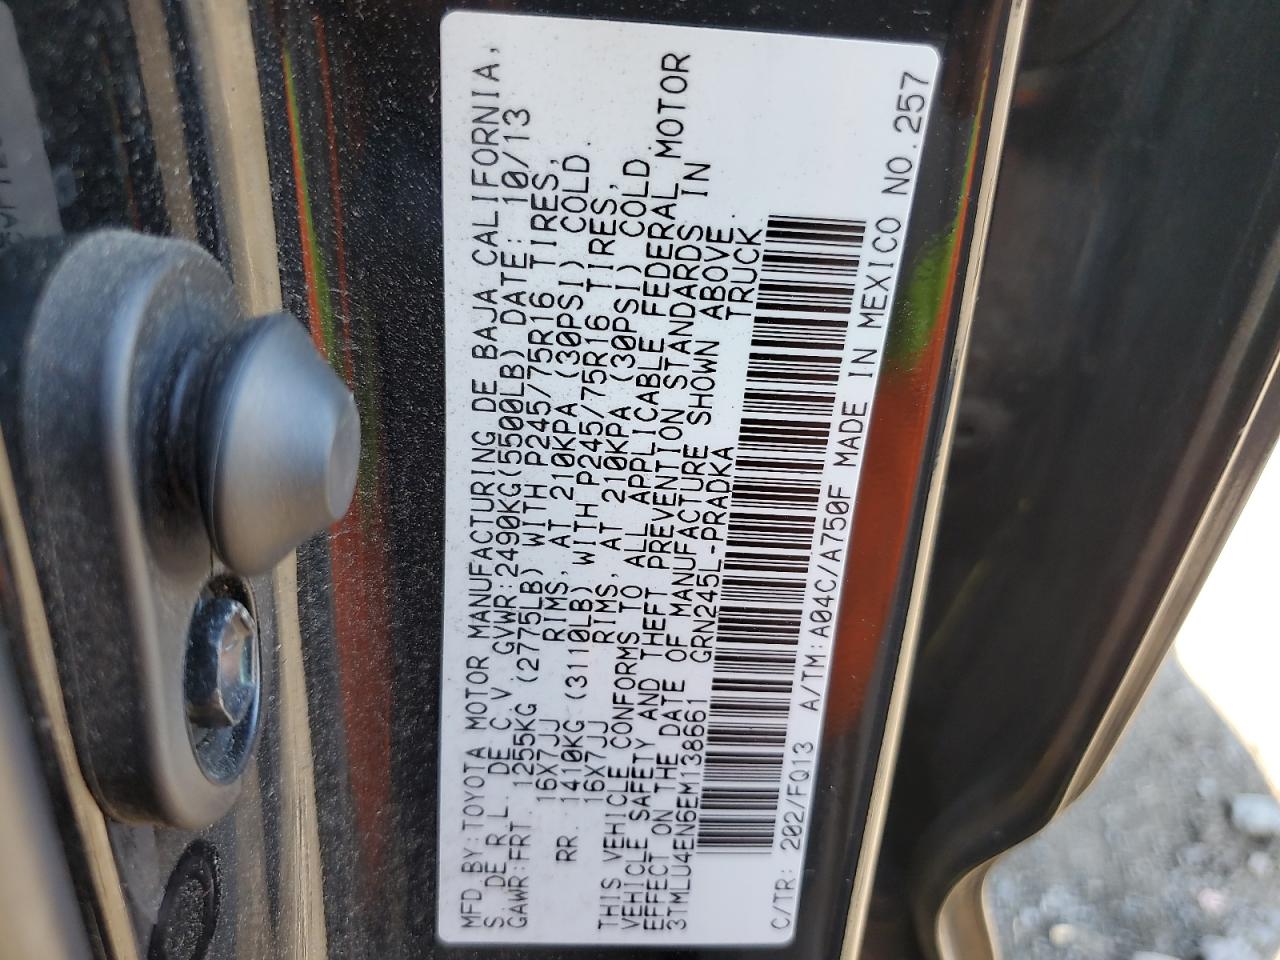 MFD BY:TOYOTA MOTOR MANUFACTURING DE BAJA CALIFORNIA,
S. DE R.L. DE C.V. GVWR:2490KG(5500LB) DATE: 10/13
GAWR:FRT. 1255KG (2775LB) WITH P245/75R16 TIRES,
16X7JJ RIMS, AT 210KPA (30PSI) COLD.
RR. 1410KG (3110LB) WITH P245/75R16 TIRES,
16X7JJ RIMS, AT 210KPA (30PSI) COLD.
THIS VEHICLE CONFORMS TO ALL APPLICABLE FEDERAL MOTOR
VEHICLE SAFETY AND THEFT PREVENTION STANDARDS IN
EFFECT ON THE DATE OF MANUFACTURE SHOWN ABOVE.
3TMLU4EN6EM138661 GRN245L-PRADKA TRUCK
C/TR: 202/FQ13 A/TM:A04C/A750F MADE IN MEXICO NO.257